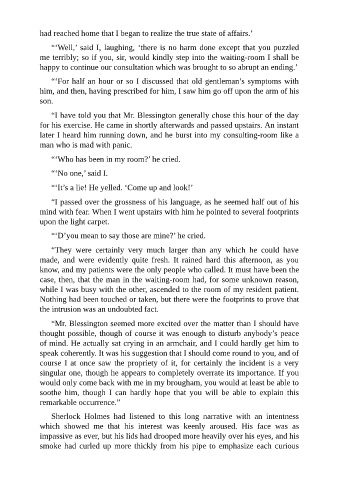 had reached home that I began to realize the true state of affairs.’
“‘Well,’ said I, laughing, ‘there is no harm done except that you puzzled
me terribly; so if you, sir, would kindly step into the waiting-room I shall be
happy to continue our consultation which was brought to so abrupt an ending.’
“‘For half an hour or so I discussed that old gentleman’s symptoms with
him, and then, having prescribed for him, I saw him go off upon the arm of his
son.
“I have told you that Mr. Blessington generally chose this hour of the day
for his exercise. He came in shortly afterwards and passed upstairs. An instant
later I heard him running down, and he burst into my consulting-room like a
man who is mad with panic.
“‘Who has been in my room?’ he cried.
“‘No one,’ said I.
“‘It’s a lie! He yelled. ‘Come up and look!’
“I passed over the grossness of his language, as he seemed half out of his
mind with fear. When I went upstairs with him he pointed to several footprints
upon the light carpet.
“‘D’you mean to say those are mine?’ he cried.
“They were certainly very much larger than any which he could have
made, and were evidently quite fresh. It rained hard this afternoon, as you
know, and my patients were the only people who called. It must have been the
case, then, that the man in the waiting-room had, for some unknown reason,
while I was busy with the other, ascended to the room of my resident patient.
Nothing had been touched or taken, but there were the footprints to prove that
the intrusion was an undoubted fact.
“Mr. Blessington seemed more excited over the matter than I should have
thought possible, though of course it was enough to disturb anybody’s peace
of mind. He actually sat crying in an armchair, and I could hardly get him to
speak coherently. It was his suggestion that I should come round to you, and of
course I at once saw the propriety of it, for certainly the incident is a very
singular one, though he appears to completely overrate its importance. If you
would only come back with me in my brougham, you would at least be able to
soothe him, though I can hardly hope that you will be able to explain this
remarkable occurrence.”
Sherlock Holmes had listened to this long narrative with an intentness
which showed me that his interest was keenly aroused. His face was as
impassive as ever, but his lids had drooped more heavily over his eyes, and his
smoke had curled up more thickly from his pipe to emphasize each curious